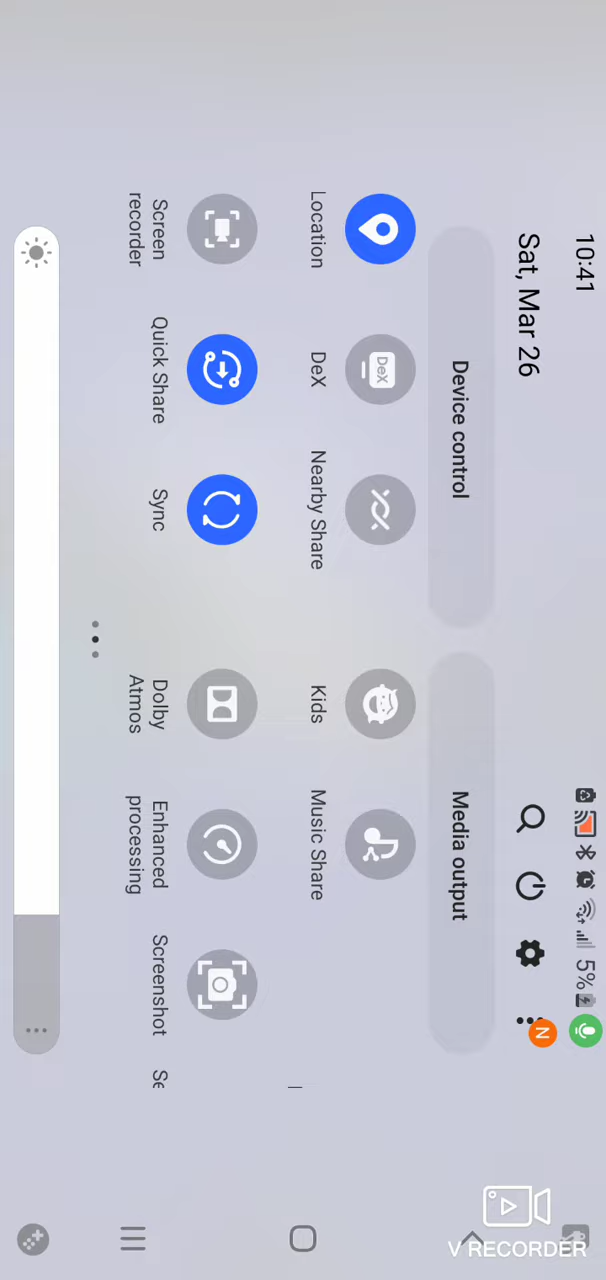 10:41
5%
Sat, Mar 26
N
Device control
Media output
Location
DeX
DeX
Nearby Share
Kids
Music Share
Screen
recorder
Quick Share
Sync
Dolby
Atmos
Enhanced
processing
Screenshot
V RECORDER